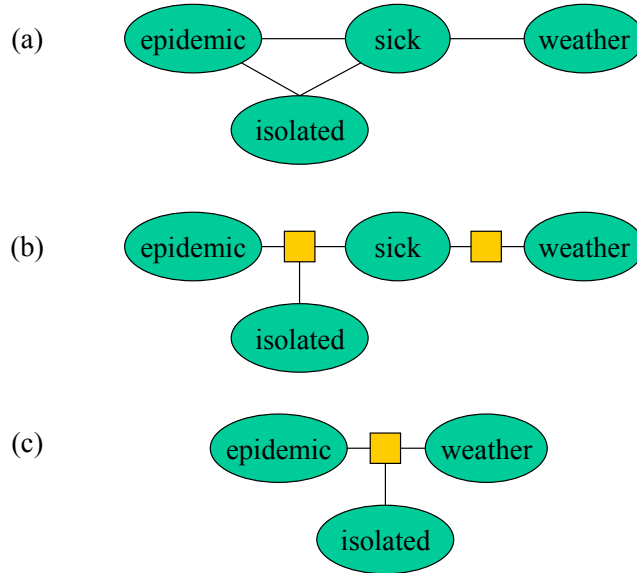 (a) epidemic sick weather
isolated
(b) epidemic sick weather
isolated
(c) epidemic weather
isolated